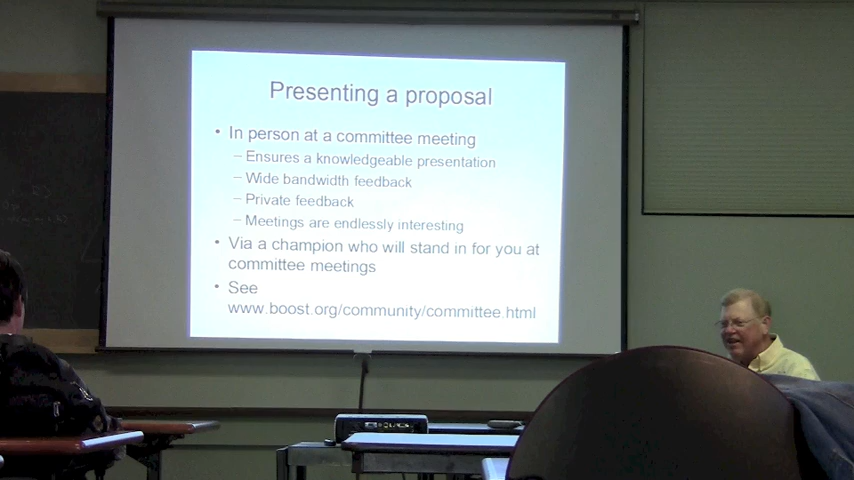 Presenting a proposal
• In person at a committee meeting
– Ensures a knowledgeable presentation
– Wide bandwidth feedback
– Private feedback
– Meetings are endlessly interesting
• Via a champion who will stand in for you at
committee meetings
• See
www.boost.org/community/committee.html